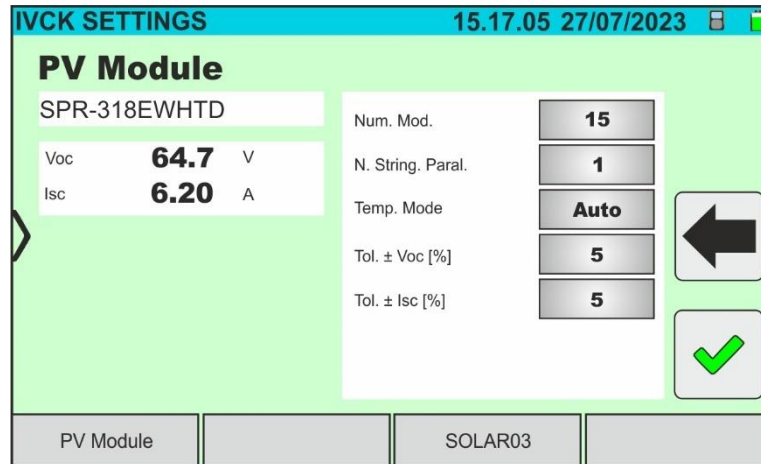 IVCK SETTINGS 15.17.05 27/07/2023
PV Module
SPR-318EWHTD
Voc 64.7 V
Isc 6.20 A
Num. Mod. 15
N. String. Paral. 1
Temp. Mode Auto
Tol. ± Voc [%] 5
Tol. ± Isc [%] 5
PV Module SOLAR03